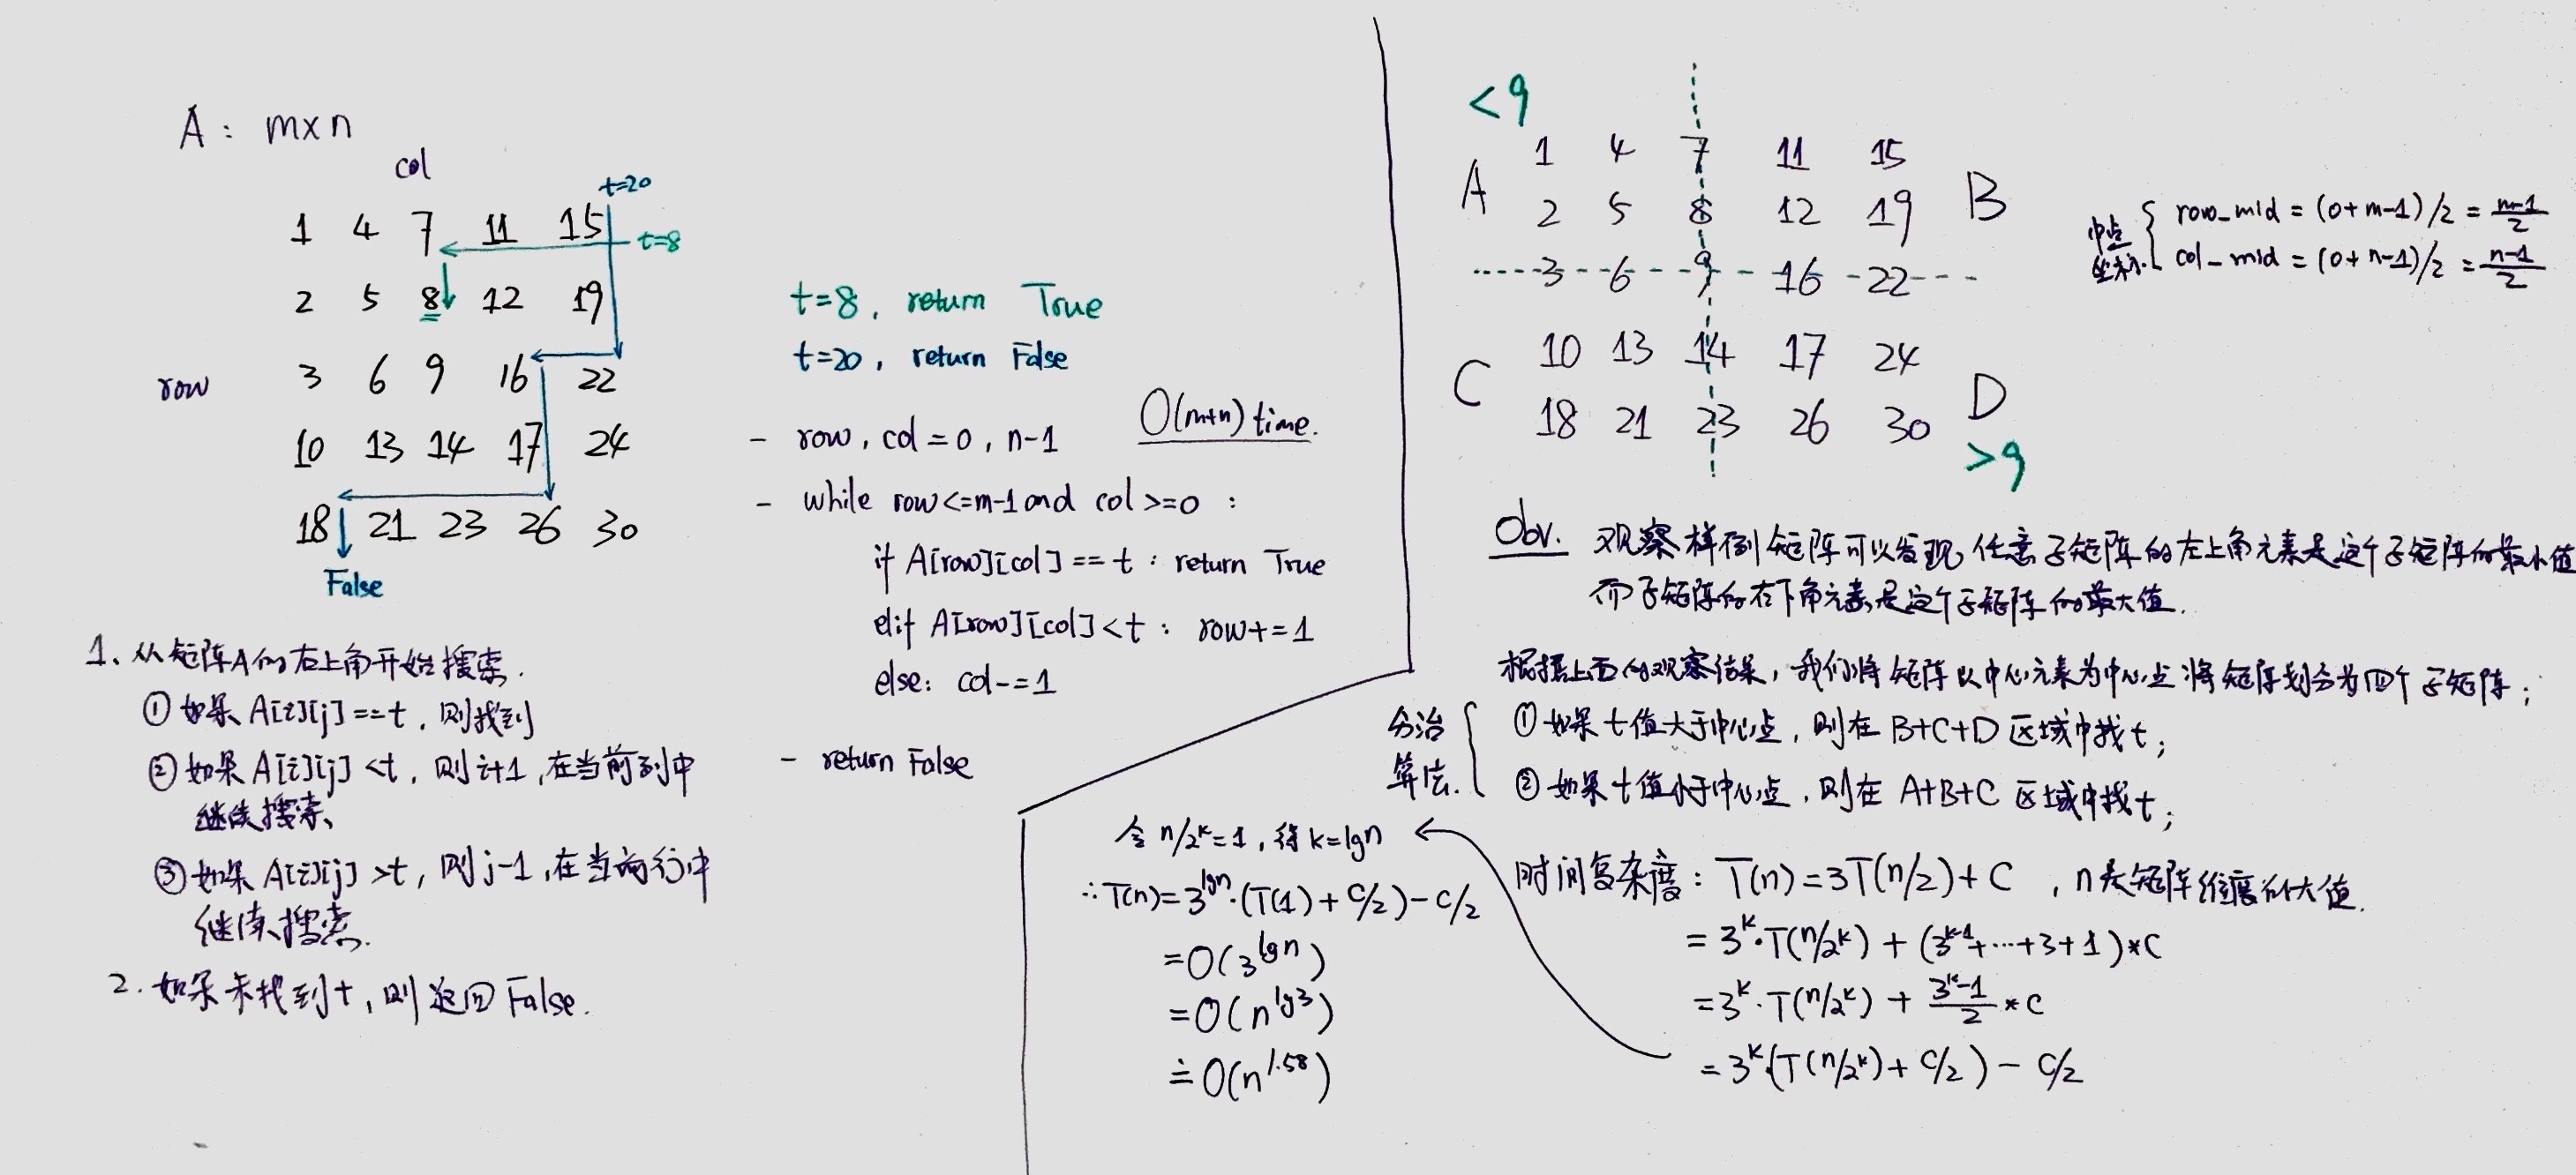 A: m×n
col
t=20
1 4 7 11 15
t=8
2 5 8 12 19
row 3 6 9 16 22
10 13 14 17 24
18 21 23 26 30
False
1、从矩阵A的右上角开始搜索.
① 如果 A[i][j]==t, 则找到
② 如果 A[i][j]<t, 则i+1,在当前列中
继续搜索、
③ 如果 A[i][j]>t, 则j-1,在当前行中
继续搜索.
2. 如果未找到t,则返回 False.
t=8, return True
t=20, return False
O(m+n) time.
- row, col = 0, n-1
- while row<=m-1 and col>=0 :
if A[row][col] == t : return True
elif A[row][col]<t : row+=1
else: col-=1
- return False
<9
A B
1 4 7 11 15
2 5 8 12 19
3 6 9 16 22
10 13 14 17 24
C D
18 21 23 26 30
>9
中点
坐标.
row_mid = (0+m-1)/2 = m-1/2
col_mid = (0+n-1)/2 = n-1/2
Obv. 观察样例矩阵可以发现,任意子矩阵的左上角元素是这个子矩阵的最小值
而子矩阵的右下角元素是这个子矩阵的最大值.
根据上面的观察结果,我们将矩阵以中心元素为中心点将矩阵划分为四个子矩阵;
分治
算法.
① 如果t值大于中心点,则在 B+C+D 区域中找t;
② 如果t值小于中心点,则在 A+B+C 区域中找t;
时间复杂度: T(n)=3T(n/2)+C , n是矩阵维度的大值.
= 3^k·T(n/2^k) + (3^{k-1}+···+3+1)*C
= 3^k·T(n/2^k) + (3^k-1)/2 * C
= 3^k·(T(n/2^k)+C/2) - C/2
令 n/2^k=1, 得 k=lgn
∴ T(n)=3^{lgn}·(T(1)+C/2)-C/2
=O(3^{lgn})
=O(n^{lg3})
≐O(n^{1.58})